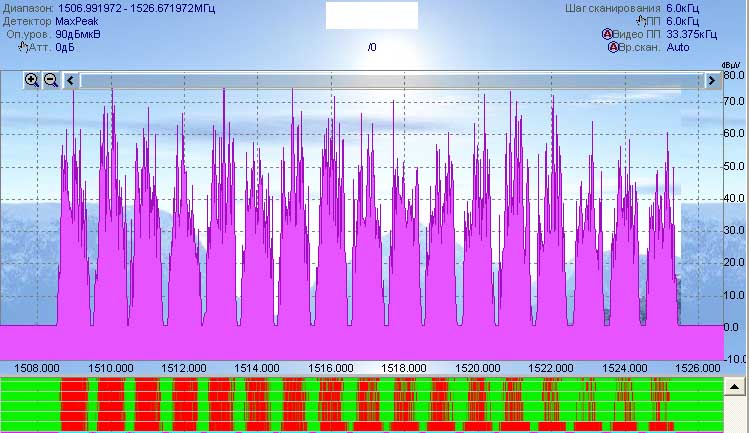 Диапазон: 1506.991972 - 1526.671972МГц
Детектор MaxPeak
Оп.уров. 90дБмкВ
Атт. 0дБ
/0
Шаг сканирования 6.0кГц
ПП 6.0кГц
A Видео ПП 33.375кГц
A Вр.скан. Auto
dBµV
80.0
70.0
60.0
50.0
40.0
30.0
20.0
10.0
0.0
-10.0
1508.000 1510.000 1512.000 1514.000 1516.000 1518.000 1520.000 1522.000 1524.000 1526.000